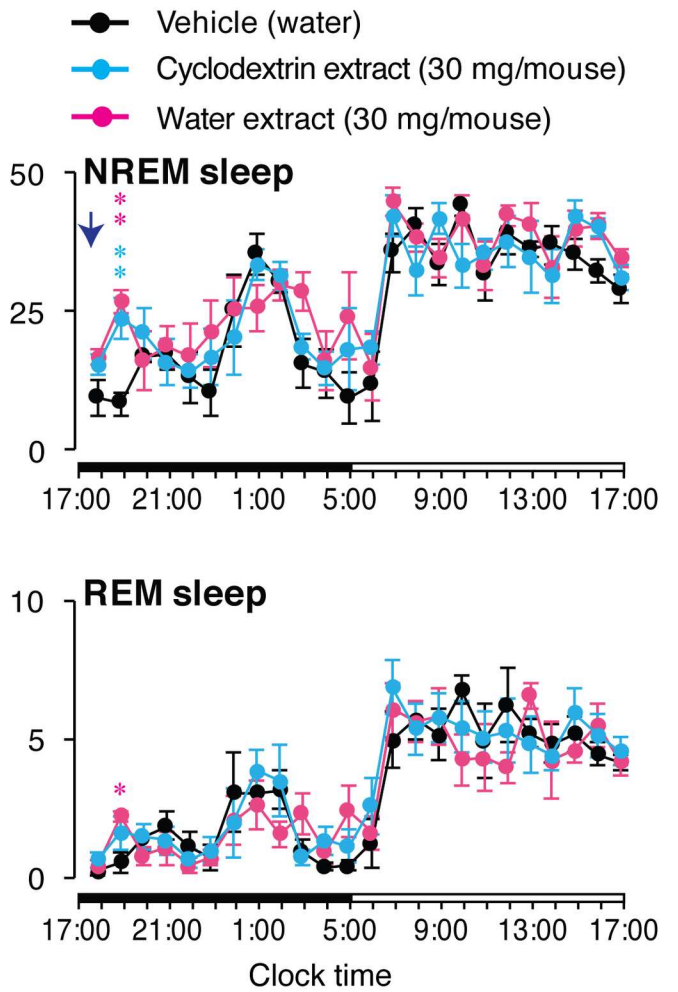 Vehicle (water)
Cyclodextrin extract (30 mg/mouse)
Water extract (30 mg/mouse)
NREM sleep
50
25
0
* *
* *
17:00 21:00 1:00 5:00 9:00 13:00 17:00
REM sleep
10
5
0
*
17:00 21:00 1:00 5:00 9:00 13:00 17:00
Clock time